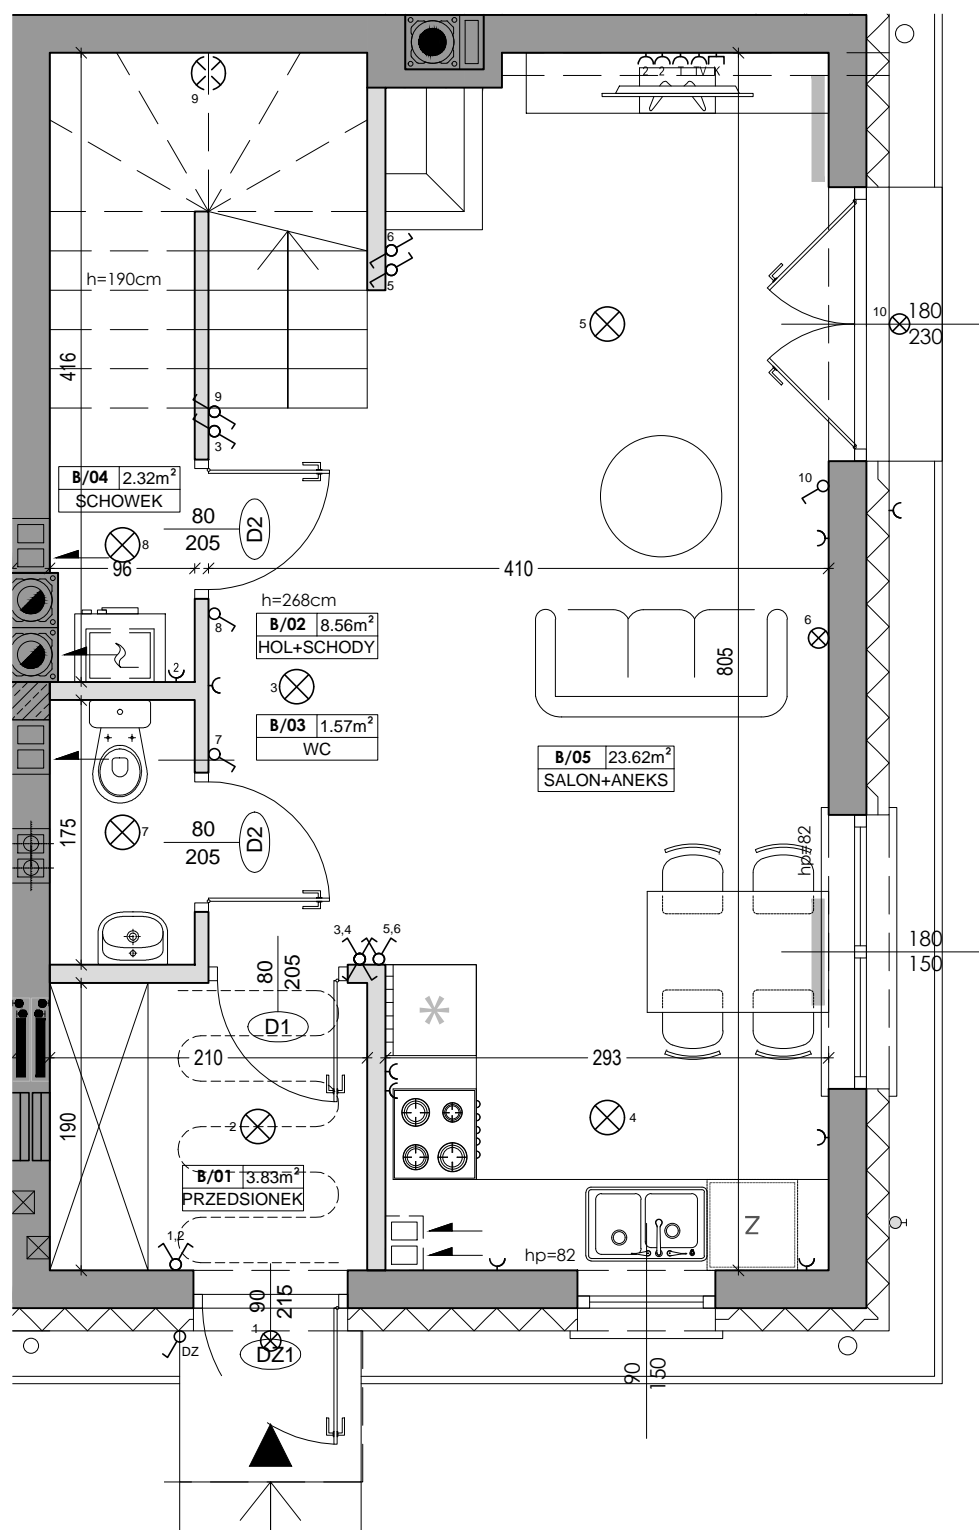 2 2 T TV K
9
6
5
h=190cm
5
10
180
230
416
9
3
B/04 2.32m²
SCHOWEK
10
80
205
D2
8
96
410
h=268cm
B/02 8.56m²
HOL+SCHODY
8
6
2
805
3
B/03 1.57m²
WC
7
B/05 23.62m²
SALON+ANEKS
175
7
80
205
D2
hp=82
3,4
5,6
80
205
180
150
D1
*
210
293
190
2
4
B/01 3.83m²
PRZEDSIONEK
1,2
Z
hp=82
90
215
1
DZ
DZ1
90
150